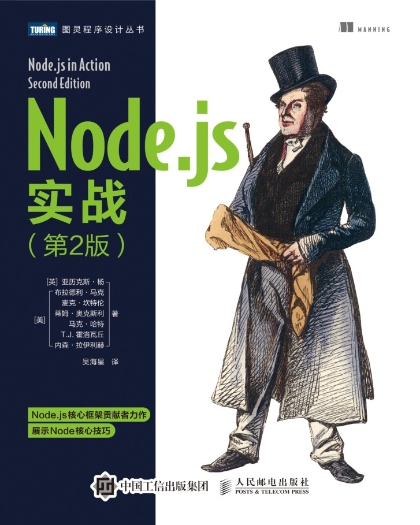 TURING 图灵程序设计丛书
MANNING
Node.js in Action
Second Edition
Node.js
实战
（第2版）
[英] 亚历克斯·杨
布拉德利·马克
麦克·坎特伦
[美] 蒂姆·奥克斯利 著
马克·哈特
T.J. 霍洛瓦丘
内森·拉伊利赫
吴海星 译
Node.js核心框架贡献者力作
展示Node核心技巧
中国工信出版集团
人民邮电出版社
POSTS & TELECOM PRESS